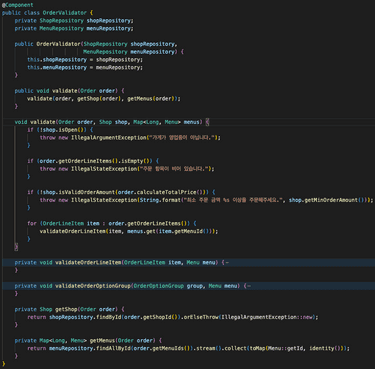 @Component
public class OrderValidator {
private ShopRepository shopRepository;
private MenuRepository menuRepository;
public OrderValidator(ShopRepository shopRepository,
MenuRepository menuRepository) {
this.shopRepository = shopRepository;
this.menuRepository = menuRepository;
}
public void validate(Order order) {
validate(order, getShop(order), getMenus(order));
}
void validate(Order order, Shop shop, Map<Long, Menu> menus) {
if (!shop.isOpen()) {
throw new IllegalArgumentException("가게가 영업중이 아닙니다.");
}
if (order.getOrderLineItems().isEmpty()) {
throw new IllegalStateException("주문 항목이 비어 있습니다.");
}
if (!shop.isValidOrderAmount(order.calculateTotalPrice())) {
throw new IllegalStateException(String.format("최소 주문 금액 %s 이상을 주문해주세요.", shop.getMinOrderAmount()));
}
for (OrderLineItem item : order.getOrderLineItems()) {
validateOrderLineItem(item, menus.get(item.getMenuId()));
}
}
private void validateOrderLineItem(OrderLineItem item, Menu menu) {⋯
}
private void validateOrderOptionGroup(OrderOptionGroup group, Menu menu) {⋯
}
private Shop getShop(Order order) {
return shopRepository.findById(order.getShopId()).orElseThrow(IllegalArgumentException::new);
}
private Map<Long, Menu> getMenus(Order order) {
return menuRepository.findAllById(order.getMenuIds()).stream().collect(toMap(Menu::getId, identity()));
}
}